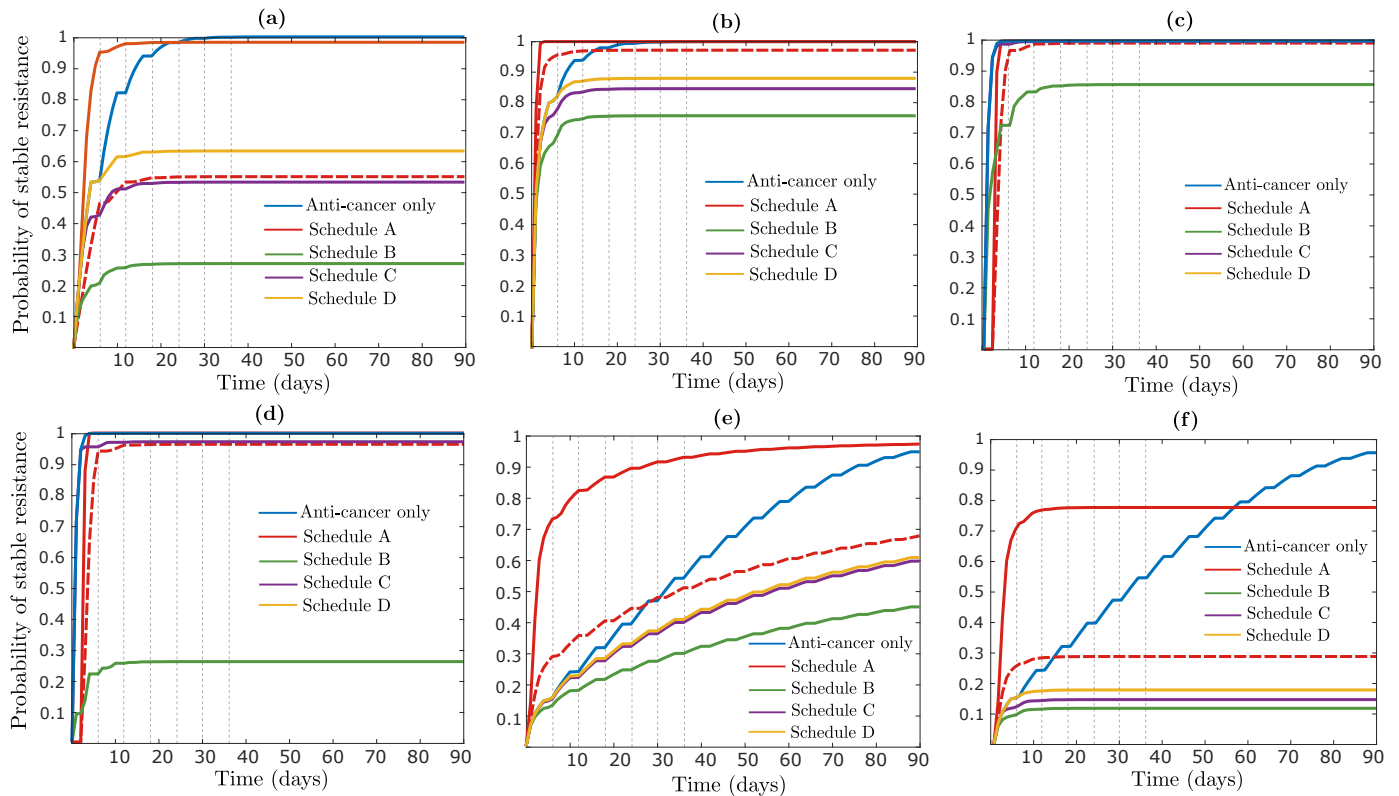 (a)
Probability of stable resistance
1
0.9
0.8
0.7
0.6
0.5
0.4
0.3
0.2
0.1
Anti-cancer only
Schedule A
Schedule B
Schedule C
Schedule D
10 20 30 40 50 60 70 80 90
Time (days)
(b)
1
0.9
0.8
0.7
0.6
0.5
0.4
0.3
0.2
0.1
Anti-cancer only
Schedule A
Schedule B
Schedule C
Schedule D
10 20 30 40 50 60 70 80 90
Time (days)
(c)
1
0.9
0.8
0.7
0.6
0.5
0.4
0.3
0.2
0.1
Anti-cancer only
Schedule A
Schedule B
Schedule C
Schedule D
10 20 30 40 50 60 70 80 90
Time (days)
(d)
Probability of stable resistance
1
0.9
0.8
0.7
0.6
0.5
0.4
0.3
0.2
0.1
Anti-cancer only
Schedule A
Schedule B
Schedule C
Schedule D
10 20 30 40 50 60 70 80 90
Time (days)
(e)
1
0.9
0.8
0.7
0.6
0.5
0.4
0.3
0.2
0.1
Anti-cancer only
Schedule A
Schedule B
Schedule C
Schedule D
10 20 30 40 50 60 70 80 90
Time (days)
(f)
1
0.9
0.8
0.7
0.6
0.5
0.4
0.3
0.2
0.1
Anti-cancer only
Schedule A
Schedule B
Schedule C
Schedule D
10 20 30 40 50 60 70 80 90
Time (days)